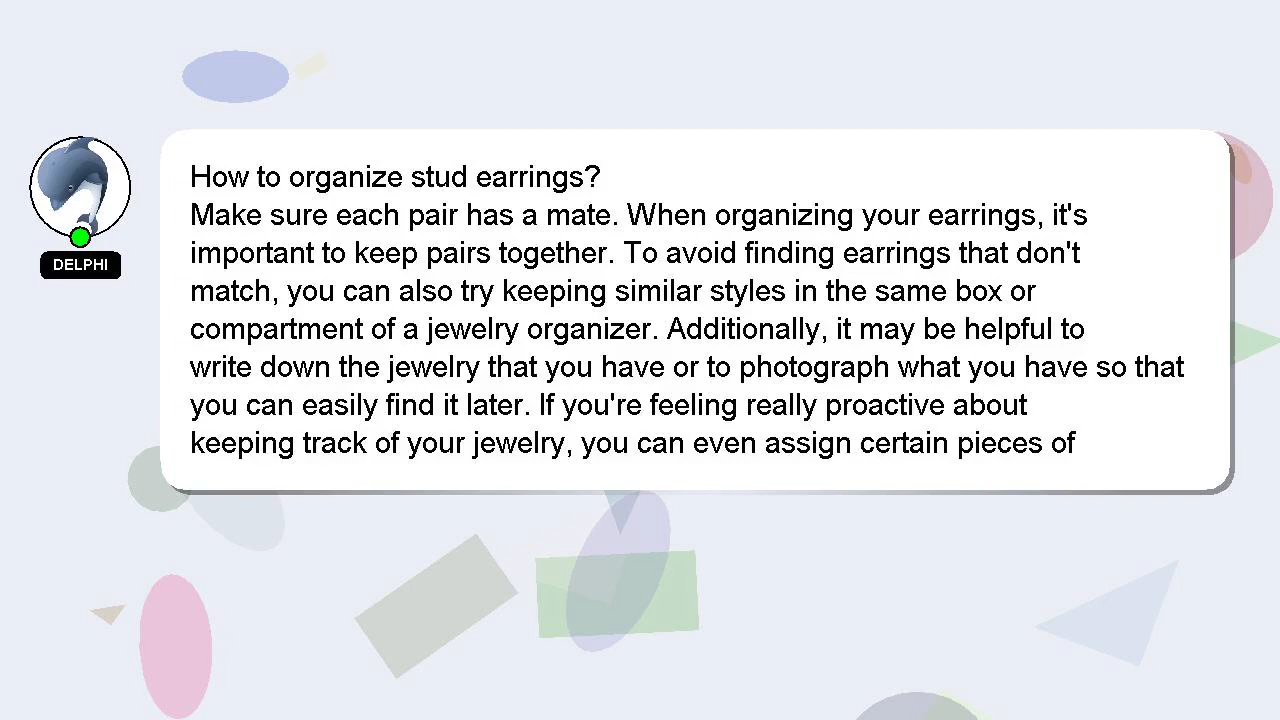 How to organize stud earrings?
Make sure each pair has a mate. When organizing your earrings, it's
important to keep pairs together. To avoid finding earrings that don't
match, you can also try keeping similar styles in the same box or
compartment of a jewelry organizer. Additionally, it may be helpful to
write down the jewelry that you have or to photograph what you have so that
you can easily find it later. If you're feeling really proactive about
keeping track of your jewelry, you can even assign certain pieces of
DELPHI